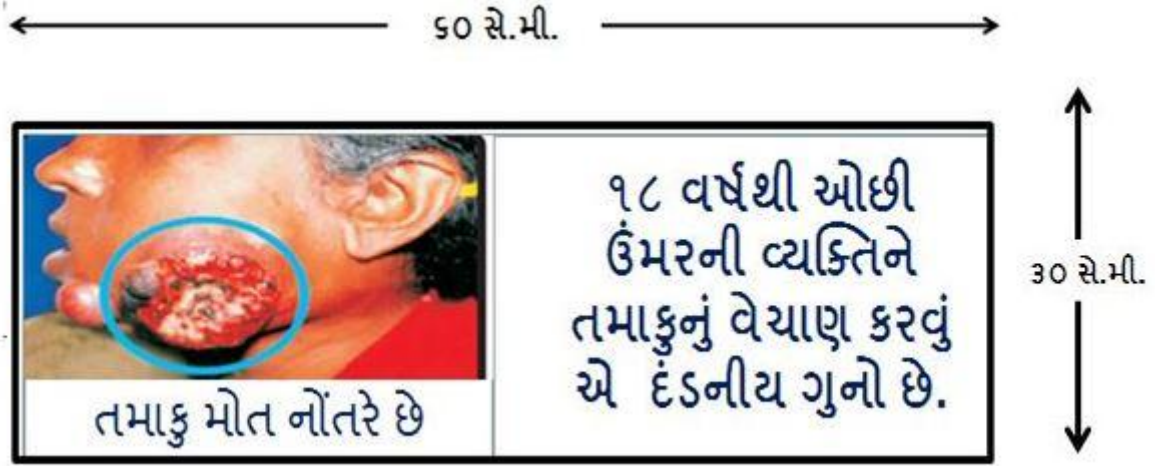 ૬૦ સે.મી.
૩૦ સે.મી.
તમાકુ મોત નોંતરે છે
૧૮ વર્ષથી ઓછી
ઉંમરની વ્યક્તિને
તમાકુનું વેચાણ કરવું
એ દંડનીય ગુનો છે.